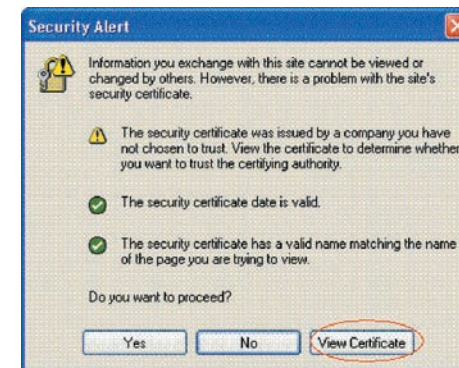 Security Alert
Information you exchange with this site cannot be viewed or
changed by others. However, there is a problem with the site's
security certificate.
The security certificate was issued by a company you have
not chosen to trust. View the certificate to determine whether
you want to trust the certifying authority.
The security certificate date is valid.
The security certificate has a valid name matching the name
of the page you are trying to view.
Do you want to proceed?
Yes No View Certificate